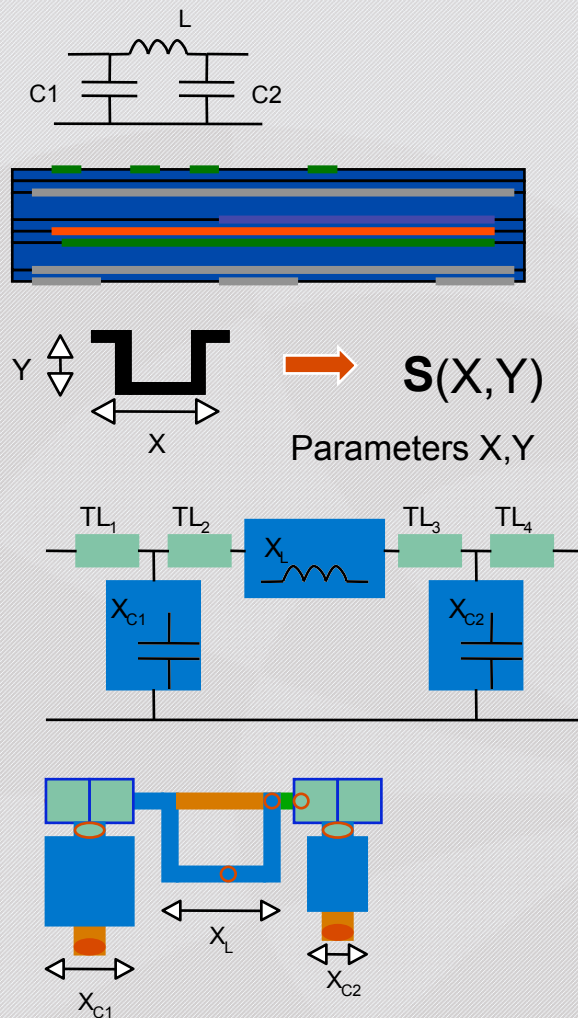 L
C1
C2
Y
X
S(X,Y)
Parameters X,Y
TL1
TL2
TL3
TL4
XL
XC1
XC2
XL
XC1
XC2